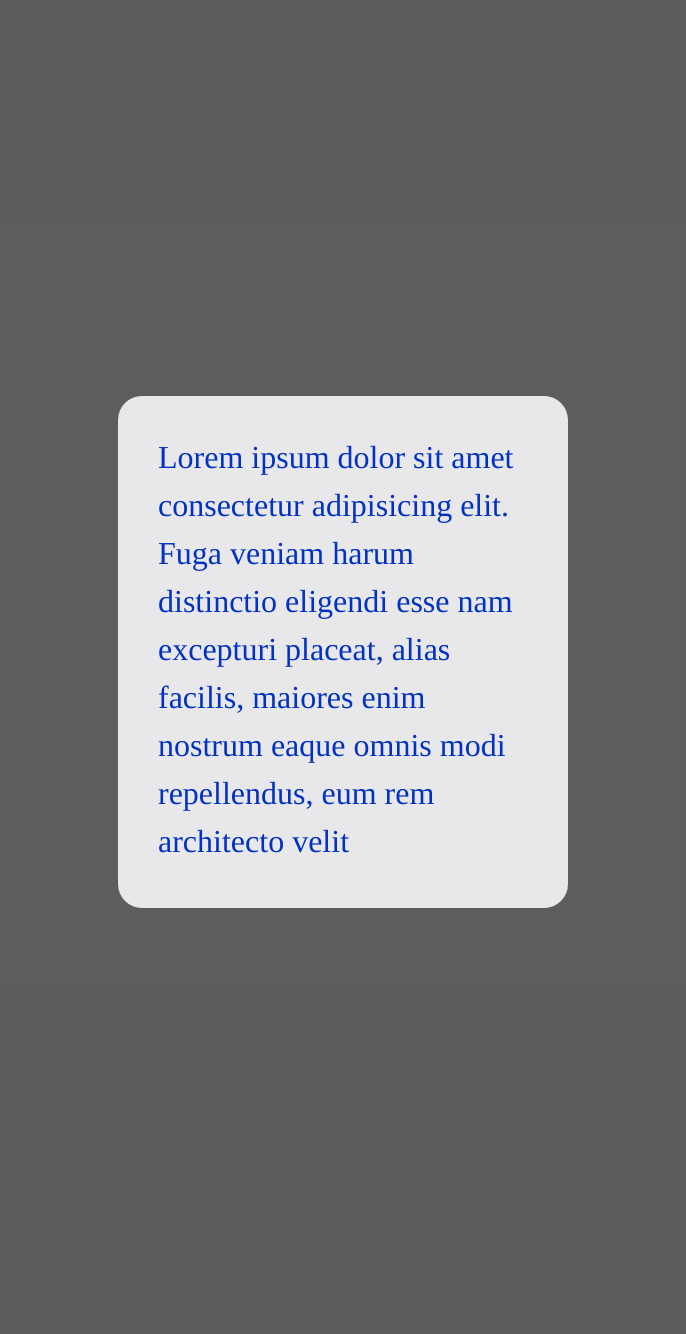 Lorem ipsum dolor sit amet
consectetur adipisicing elit.
Fuga veniam harum
distinctio eligendi esse nam
excepturi placeat, alias
facilis, maiores enim
nostrum eaque omnis modi
repellendus, eum rem
architecto velit